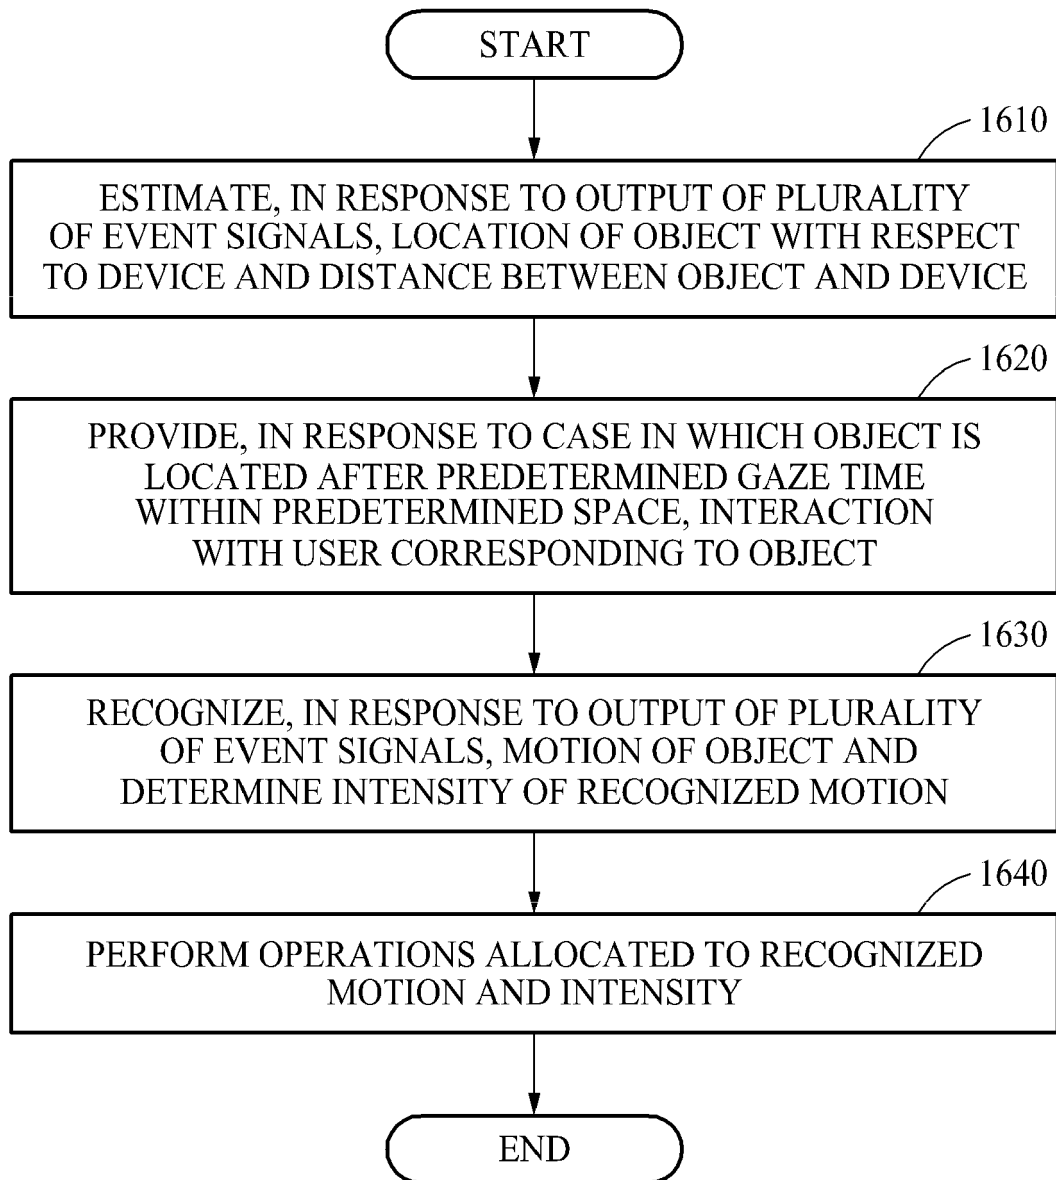 START
1610
ESTIMATE, IN RESPONSE TO OUTPUT OF PLURALITY
OF EVENT SIGNALS, LOCATION OF OBJECT WITH RESPECT
TO DEVICE AND DISTANCE BETWEEN OBJECT AND DEVICE
1620
PROVIDE, IN RESPONSE TO CASE IN WHICH OBJECT IS
LOCATED AFTER PREDETERMINED GAZE TIME
WITHIN PREDETERMINED SPACE, INTERACTION
WITH USER CORRESPONDING TO OBJECT
1630
RECOGNIZE, IN RESPONSE TO OUTPUT OF PLURALITY
OF EVENT SIGNALS, MOTION OF OBJECT AND
DETERMINE INTENSITY OF RECOGNIZED MOTION
1640
PERFORM OPERATIONS ALLOCATED TO RECOGNIZED
MOTION AND INTENSITY
END